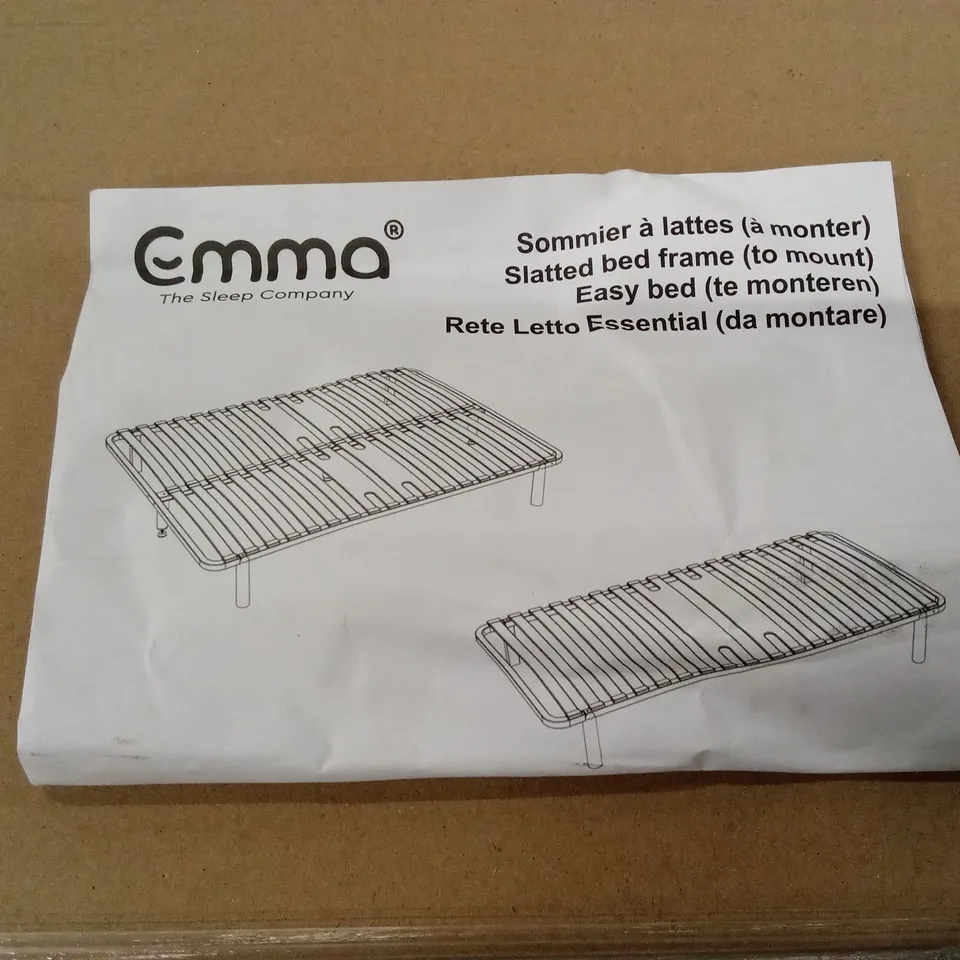 Emma®
The Sleep Company
Sommier à lattes (à monter)
Slatted bed frame (to mount)
Easy bed (te monteren)
Rete Letto Essential (da montare)